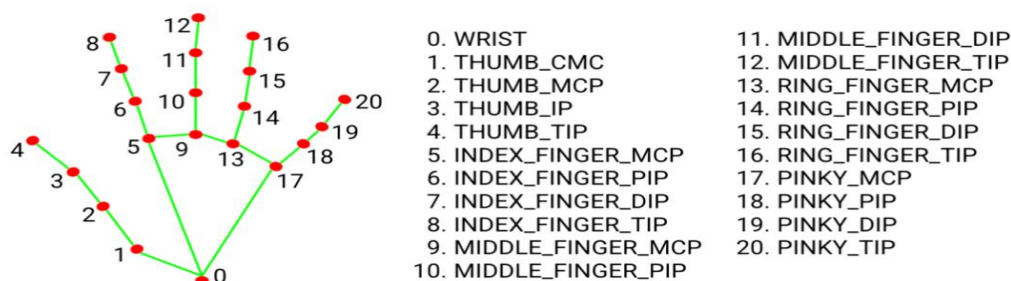 12
8
16
11
7
15
10
6
20
14
19
4
5
9
13
18
3
17
2
1
0
0. WRIST
1. THUMB_CMC
2. THUMB_MCP
3. THUMB_IP
4. THUMB_TIP
5. INDEX_FINGER_MCP
6. INDEX_FINGER_PIP
7. INDEX_FINGER_DIP
8. INDEX_FINGER_TIP
9. MIDDLE_FINGER_MCP
10. MIDDLE_FINGER_PIP
11. MIDDLE_FINGER_DIP
12. MIDDLE_FINGER_TIP
13. RING_FINGER_MCP
14. RING_FINGER_PIP
15. RING_FINGER_DIP
16. RING_FINGER_TIP
17. PINKY_MCP
18. PINKY_PIP
19. PINKY_DIP
20. PINKY_TIP